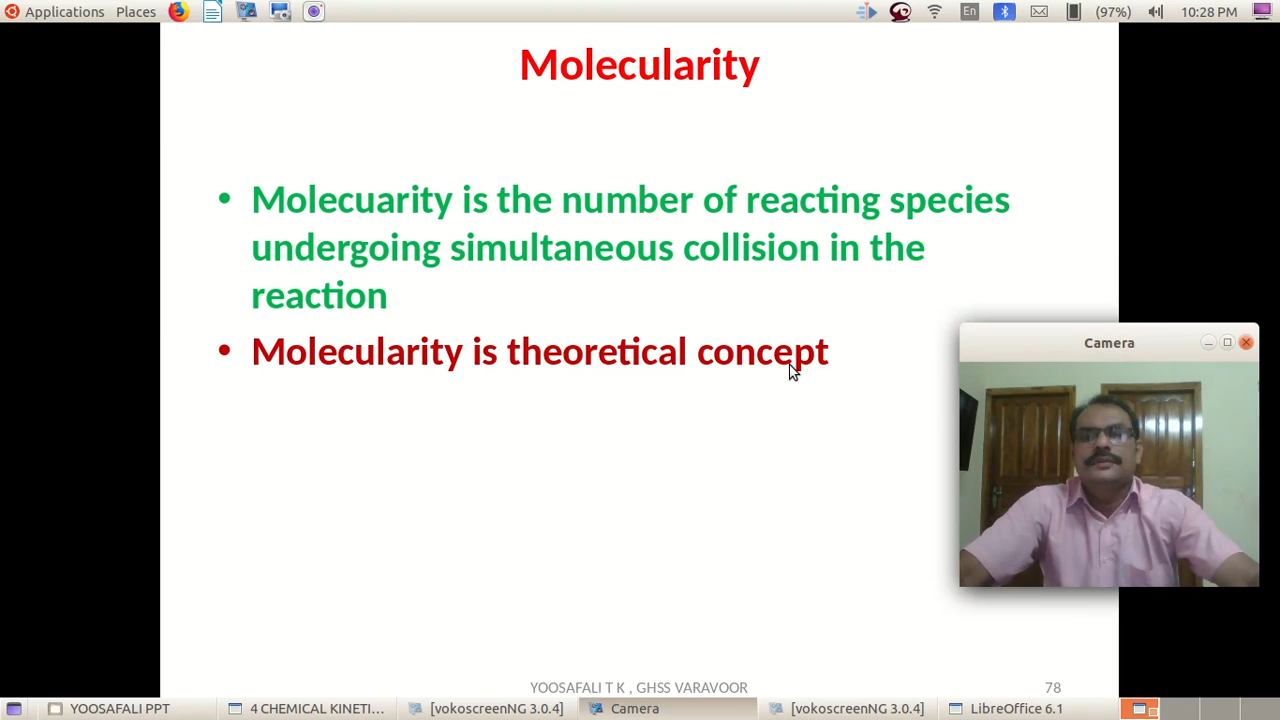 Applications Places En (97%) 10:28 PM
Molecularity
• Molecuarity is the number of reacting species
undergoing simultaneous collision in the
reaction
• Molecularity is theoretical concept
Camera
YOOSAFALI T K , GHSS VARAVOOR 78
YOOSAFALI PPT 4 CHEMICAL KINETI... [vokoscreenNG 3.0.4] Camera [vokoscreenNG 3.0.4] LibreOffice 6.1